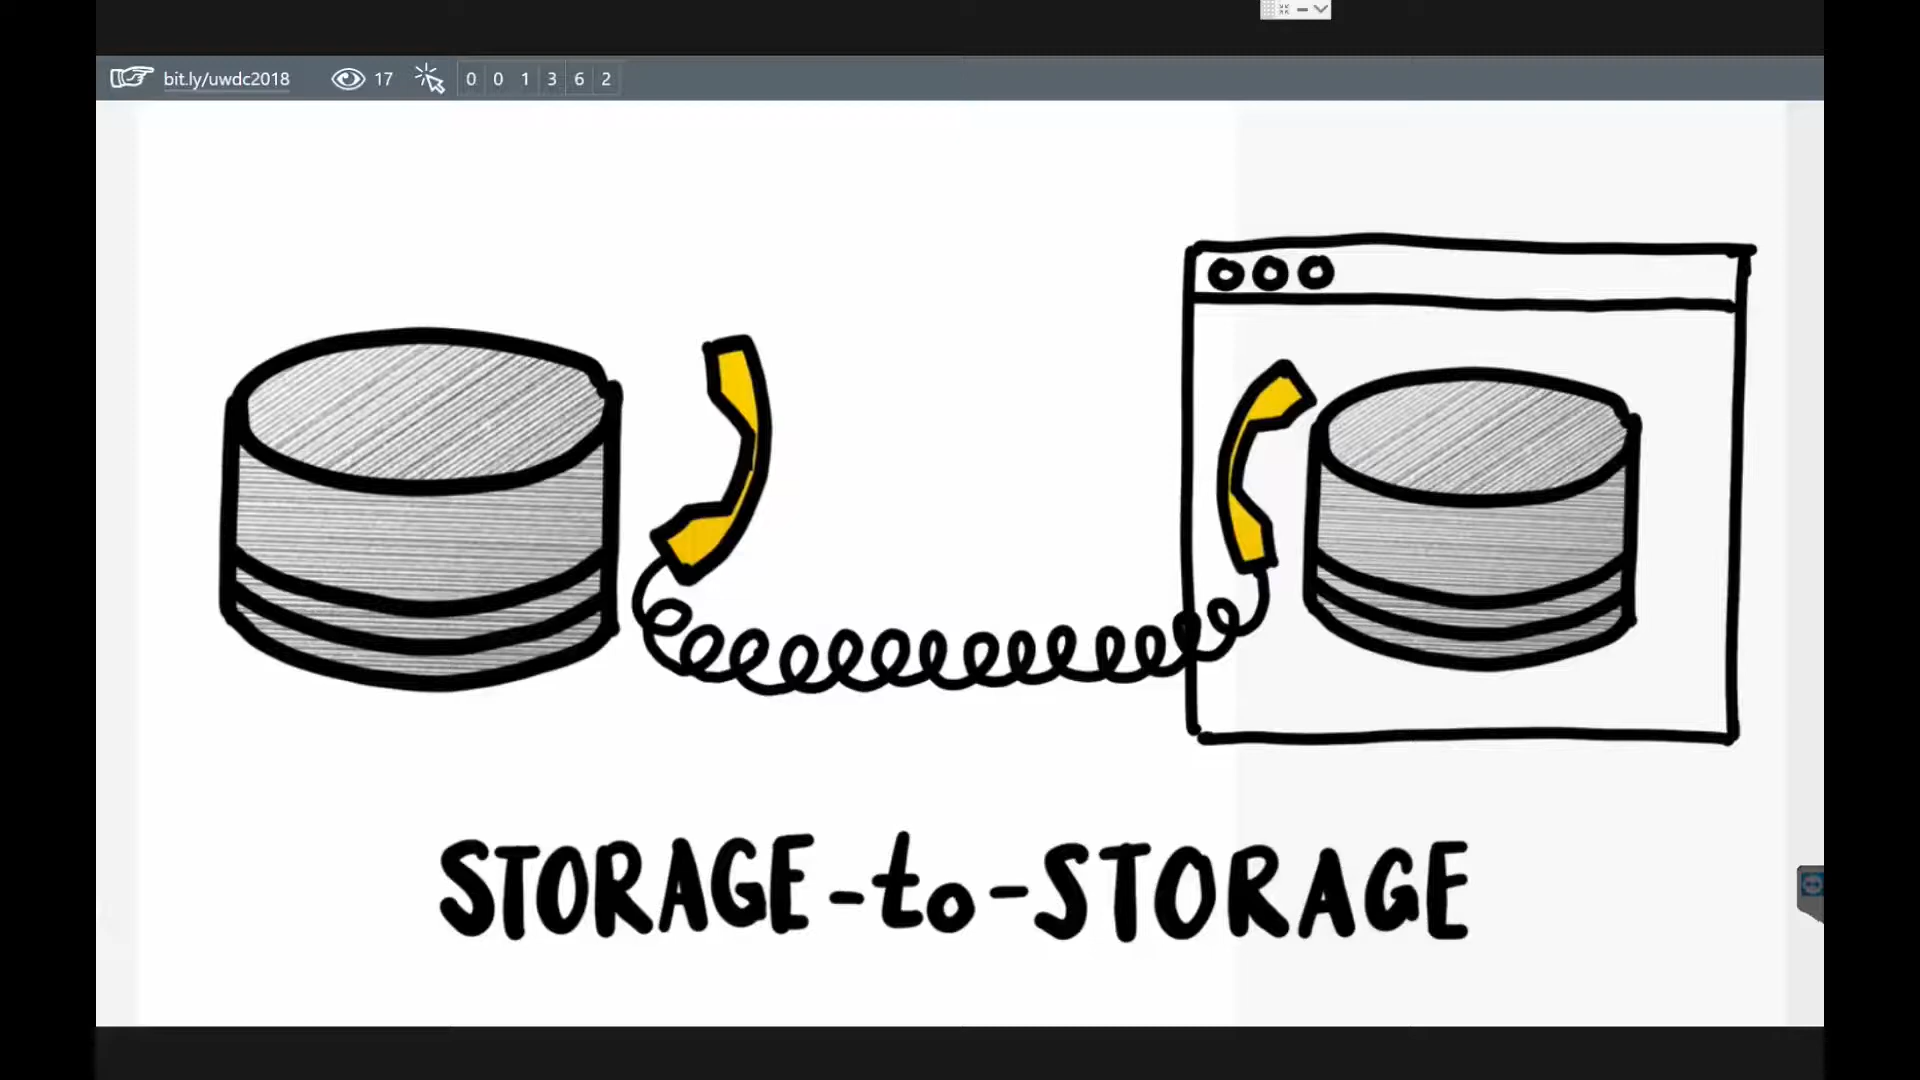 bit.ly/uwdc2018 17 0 0 1 3 6 2
STORAGE-to-STORAGE